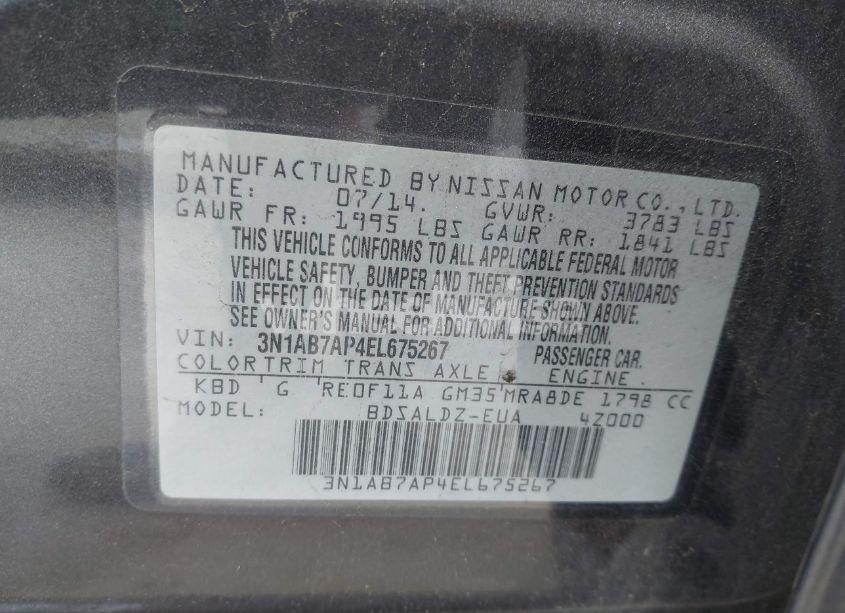 MANUFACTURED BY NISSAN MOTOR CO., LTD.
DATE: 07/14. GVWR: 3783 LBS
GAWR FR: 1995 LBS GAWR RR: 1841 LBS
THIS VEHICLE CONFORMS TO ALL APPLICABLE FEDERAL MOTOR
VEHICLE SAFETY, BUMPER AND THEFT PREVENTION STANDARDS
IN EFFECT ON THE DATE OF MANUFACTURE SHOWN ABOVE.
SEE OWNER'S MANUAL FOR ADDITIONAL INFORMATION.
VIN: 3N1AB7AP4EL675267 PASSENGER CAR.
COLOR TRIM TRANS AXLE ENGINE
KBD G RE0F11A GM35 MRA8DE 1798 CC
MODEL: BDSALDZ-EUA 4Z000
3N1AB7AP4EL675267